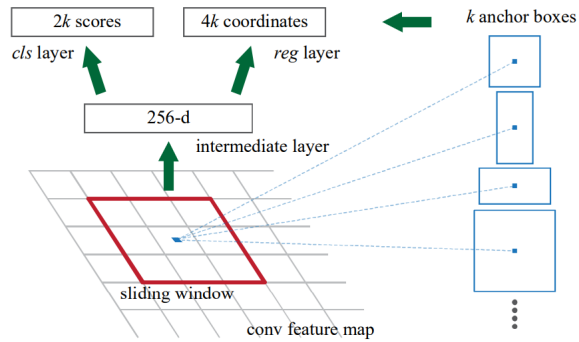 2k scores
4k coordinates
k anchor boxes
cls layer
reg layer
256-d
intermediate layer
sliding window
conv feature map